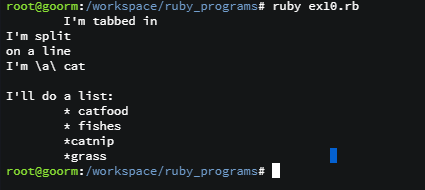 root@goorm:/workspace/ruby_programs# ruby ex10.rb
I'm tabbed in
I'm split
on a line
I'm \a\ cat
I'll do a list:
* catfood
* fishes
*catnip
*grass
root@goorm:/workspace/ruby_programs#